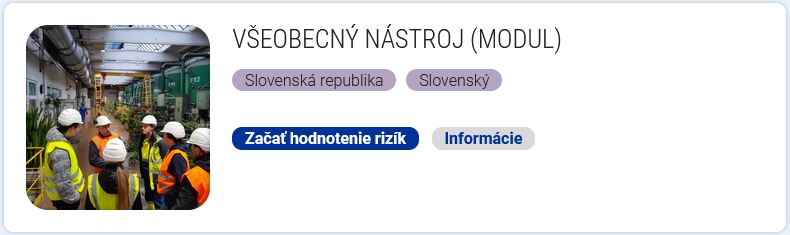 VŠEOBECNÝ NÁSTROJ (MODUL)
Slovenská republika Slovenský
Začať hodnotenie rizík Informácie